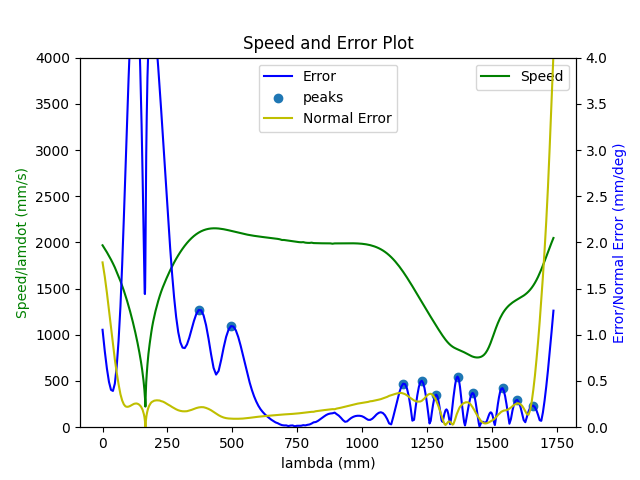 Speed and Error Plot
Error
peaks
Normal Error
Speed
4000
3500
3000
2500
2000
1500
1000
500
0
4.0
3.5
3.0
2.5
2.0
1.5
1.0
0.5
0.0
Speed/lamdot (mm/s)
Error/Normal Error (mm/deg)
0 250 500 750 1000 1250 1500 1750
lambda (mm)